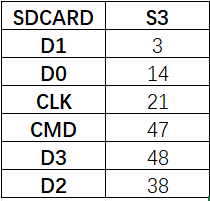 SDCARD S3
D1 3
D0 14
CLK 21
CMD 47
D3 48
D2 38